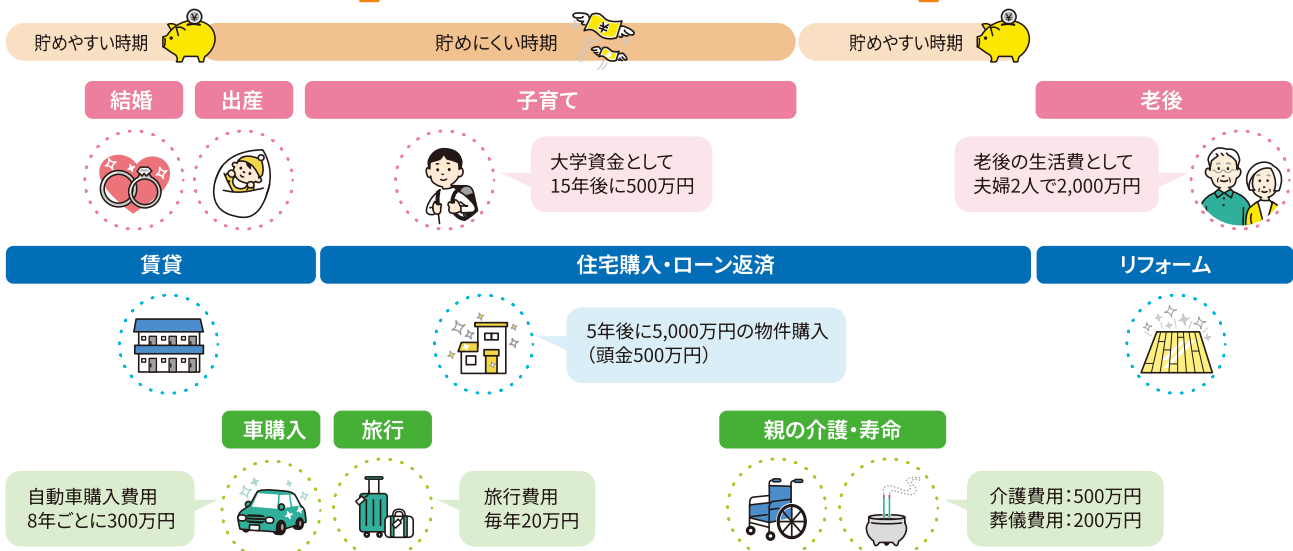 貯めやすい時期
貯めにくい時期
貯めやすい時期
結婚
出産
子育て
老後
大学資金として
15年後に500万円
老後の生活費として
夫婦2人で2,000万円
賃貸
住宅購入・ローン返済
リフォーム
5年後に5,000万円の物件購入
（頭金500万円）
車購入
旅行
親の介護・寿命
自動車購入費用
8年ごとに300万円
旅行費用
毎年20万円
介護費用：500万円
葬儀費用：200万円